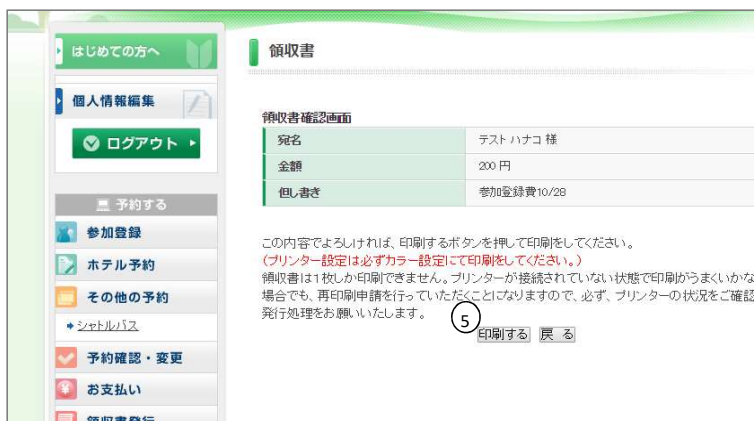 はじめての方へ
個人情報編集
ログアウト
予約する
参加登録
ホテル予約
その他の予約
シャトルバス
予約確認・変更
お支払い
領収書発行
領収書
領収書確認画面
宛名 テスト ハナコ 様
金額 200 円
但し書き 参加登録費10/28
この内容でよろしければ、印刷するボタンを押して印刷をしてください。
(プリンター設定は必ずカラー設定にて印刷をしてください。)
領収書は1枚しか印刷できません。プリンターが接続されていない状態で印刷がうまくいかな
場合でも、再印刷申請を行っていただくことになりますので、必ず、プリンターの状況をご確認
発行処理をお願いいたします。
5
印刷する 戻 る